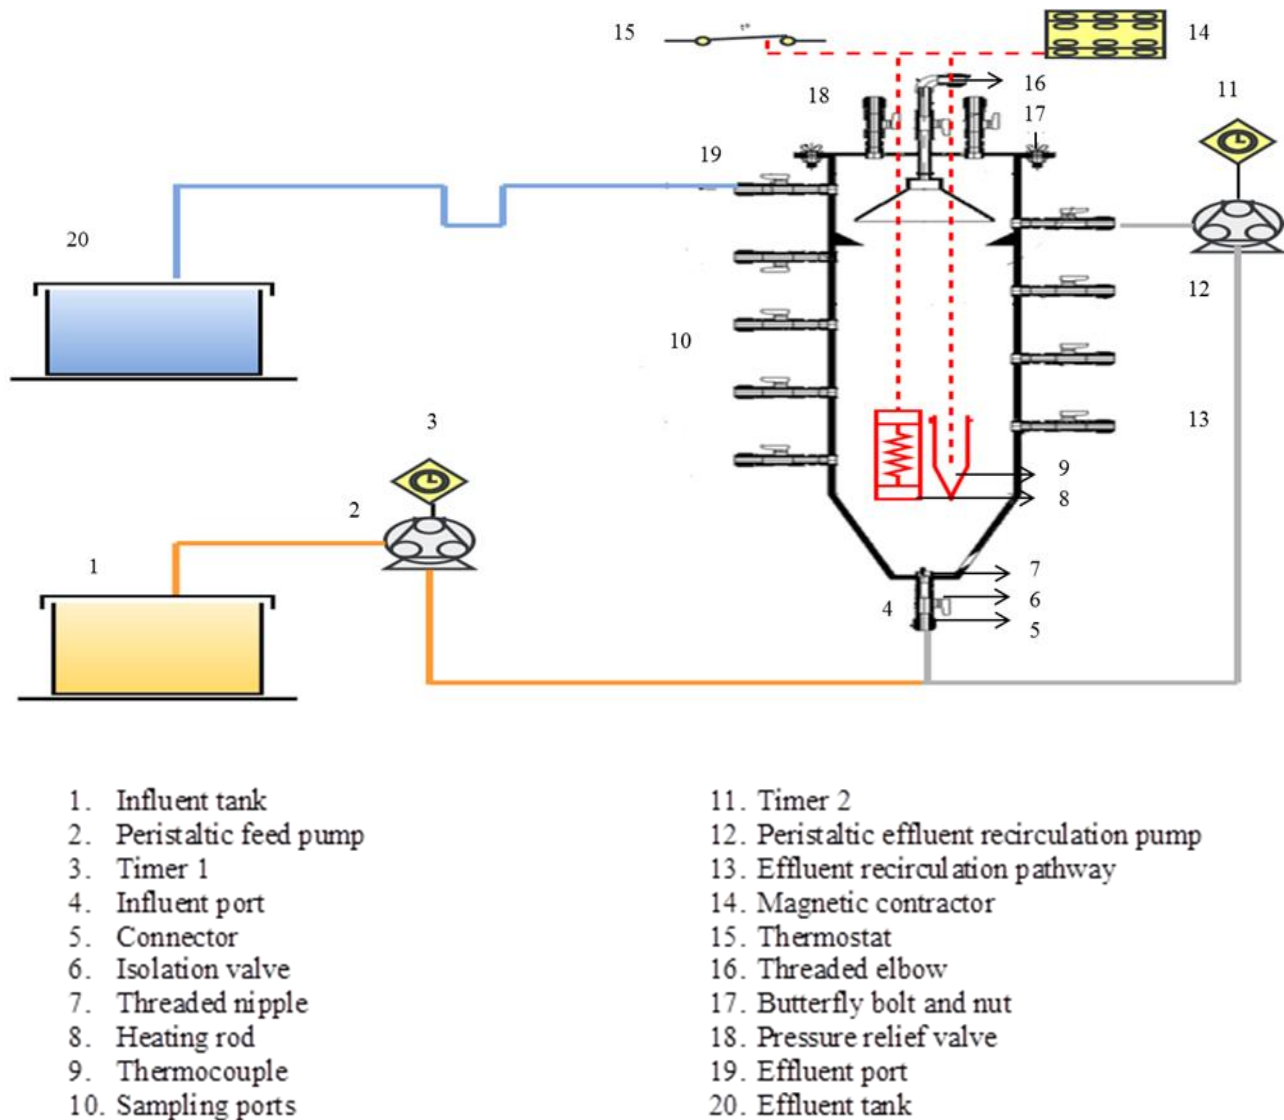 15
14
16
11
18
17
19
20
12
10
13
3
9
8
2
1
7
6
4
5
1. Influent tank
2. Peristaltic feed pump
3. Timer 1
4. Influent port
5. Connector
6. Isolation valve
7. Threaded nipple
8. Heating rod
9. Thermocouple
10. Sampling ports
11. Timer 2
12. Peristaltic effluent recirculation pump
13. Effluent recirculation pathway
14. Magnetic contractor
15. Thermostat
16. Threaded elbow
17. Butterfly bolt and nut
18. Pressure relief valve
19. Effluent port
20. Effluent tank